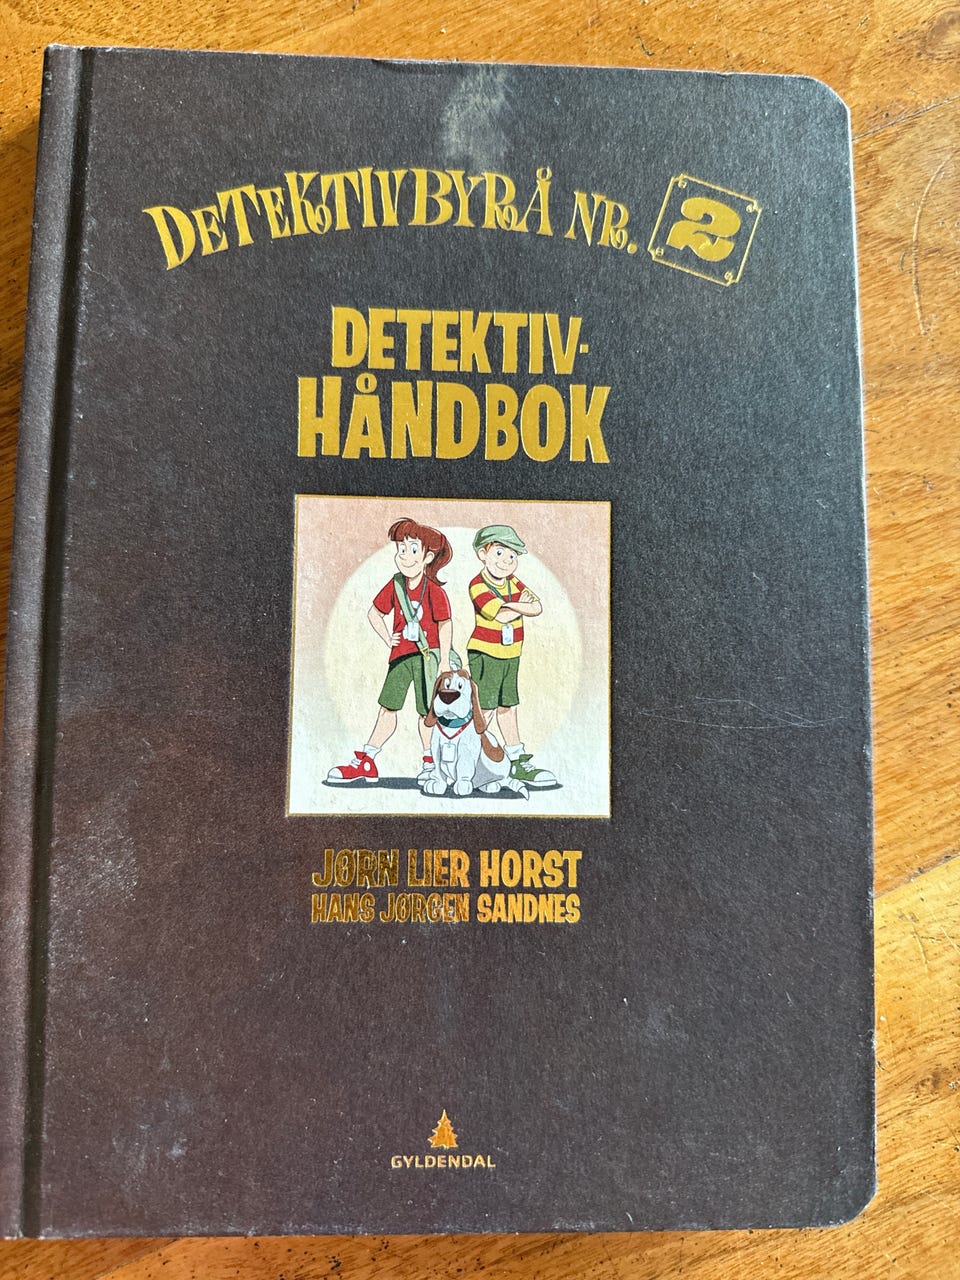 DETEKTIVBYRÅ NR. 2
DETEKTIV-
HÅNDBOK
JØRN LIER HORST
HANS JØRGEN SANDNES
GYLDENDAL